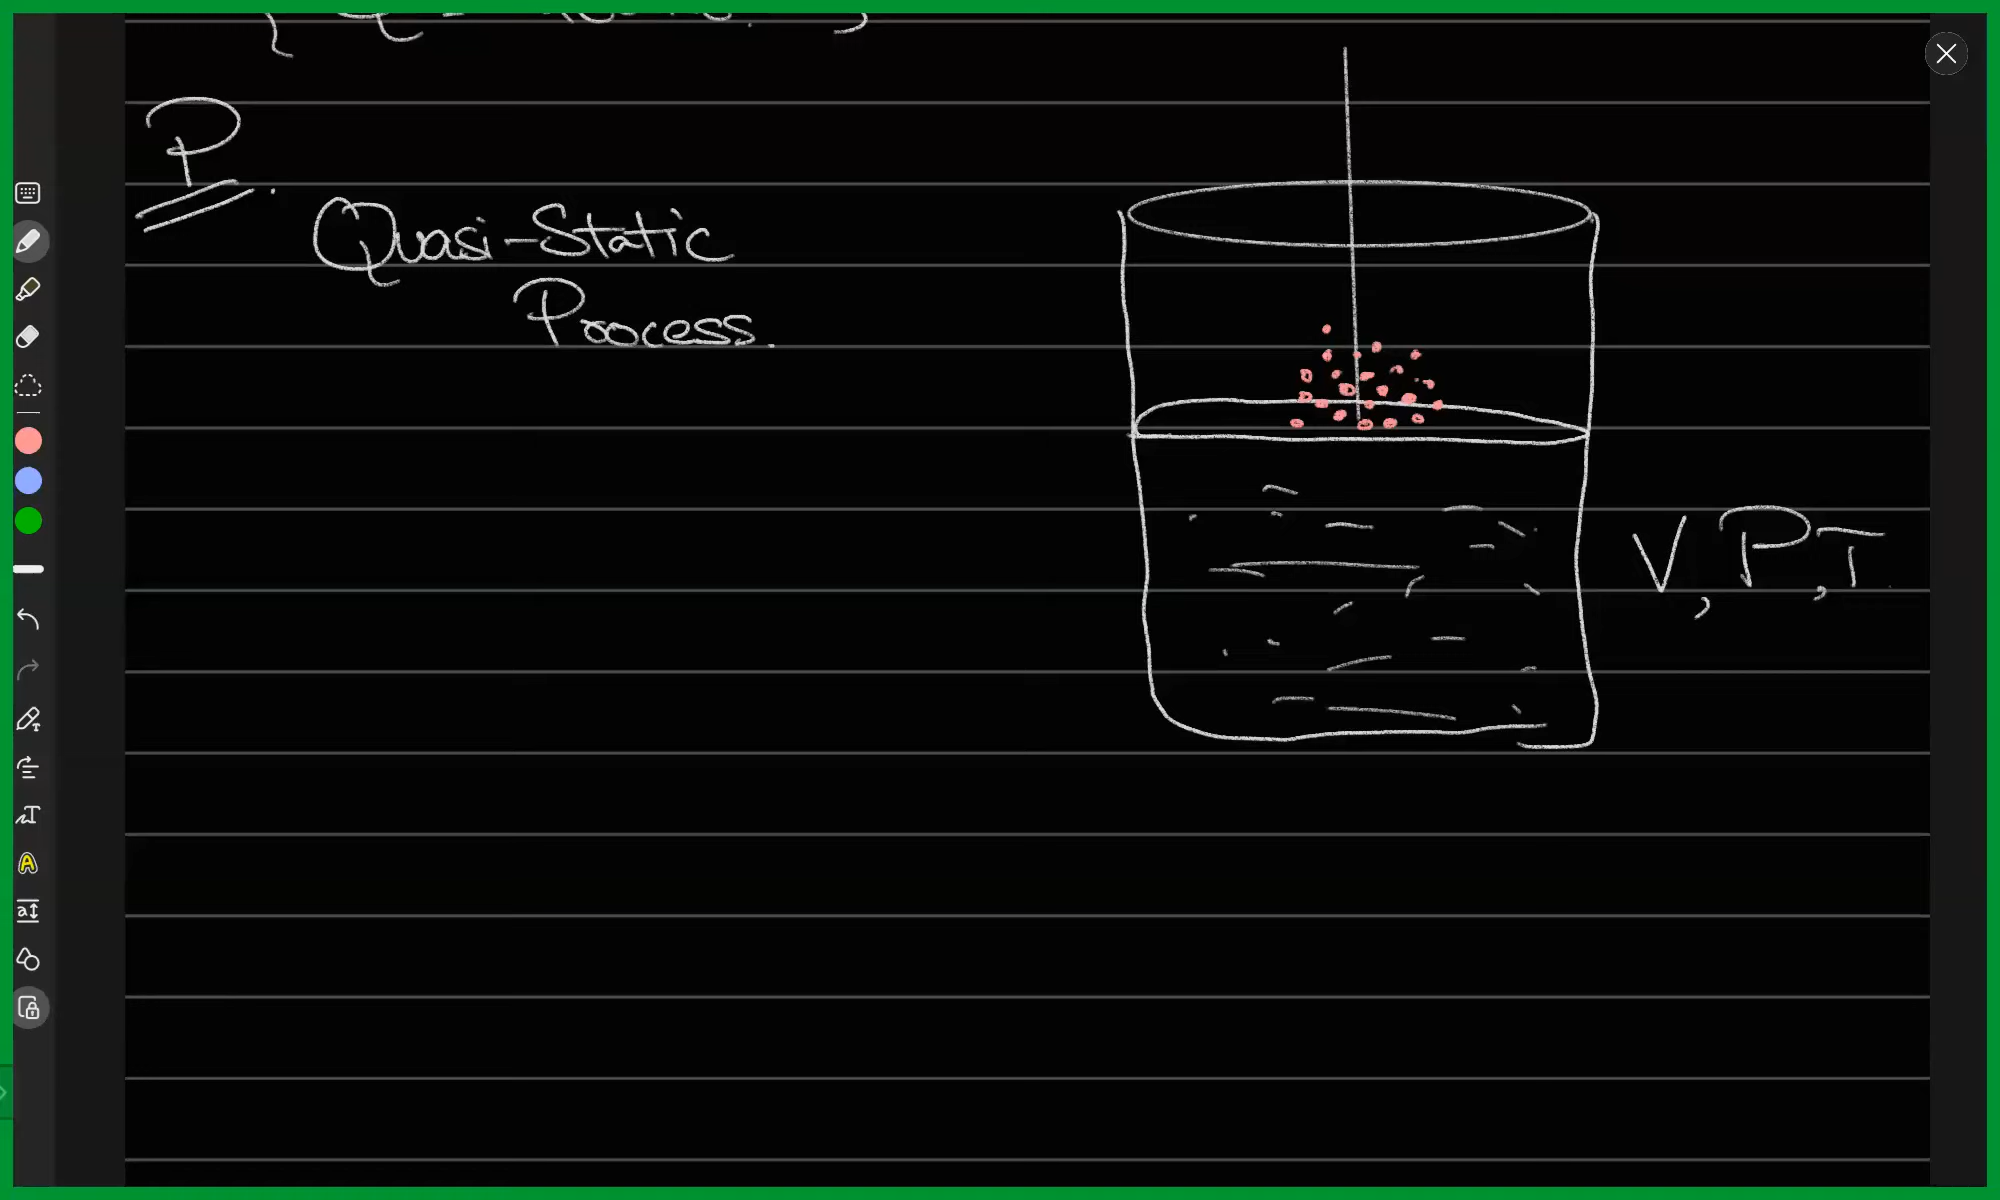 P.
Quasi-Static
Process.
V, P, T